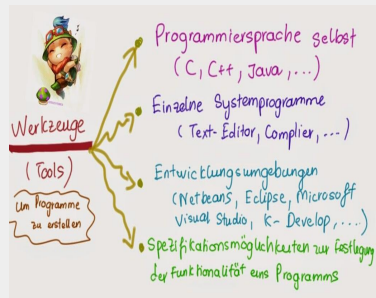 Programmiersprache selbst
(C, C++, Java, ...)
Einzelne Systemprogramme
(Text-Editor, Complier, ...)
Werkzeuge
(Tools)
um Programme
zu erstellen
Entwicklungsumgebungen
(Netbeans, Eclipse, Microsoft
Visual Studio, K-Develop, ....)
Spezifikationsmöglichkeiten zur Festlegung
der Funktionalität eins Programms